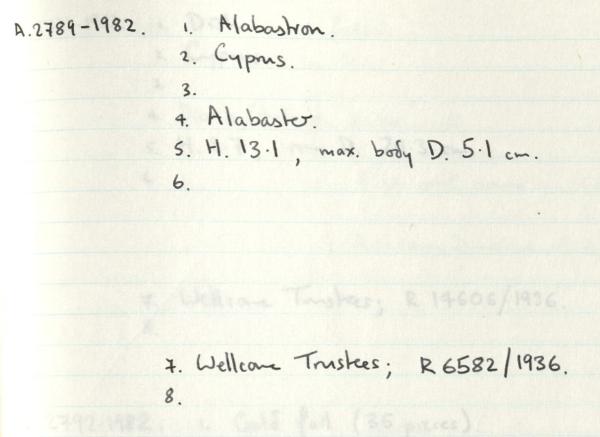 A.2789-1982. 1. Alabastron.
2. Cyprus.
3.
4. Alabaster.
5. H. 13.1, max. body D. 5.1 cm.
6.
7. Wellcome Trustees; R 6582/1936.
8.